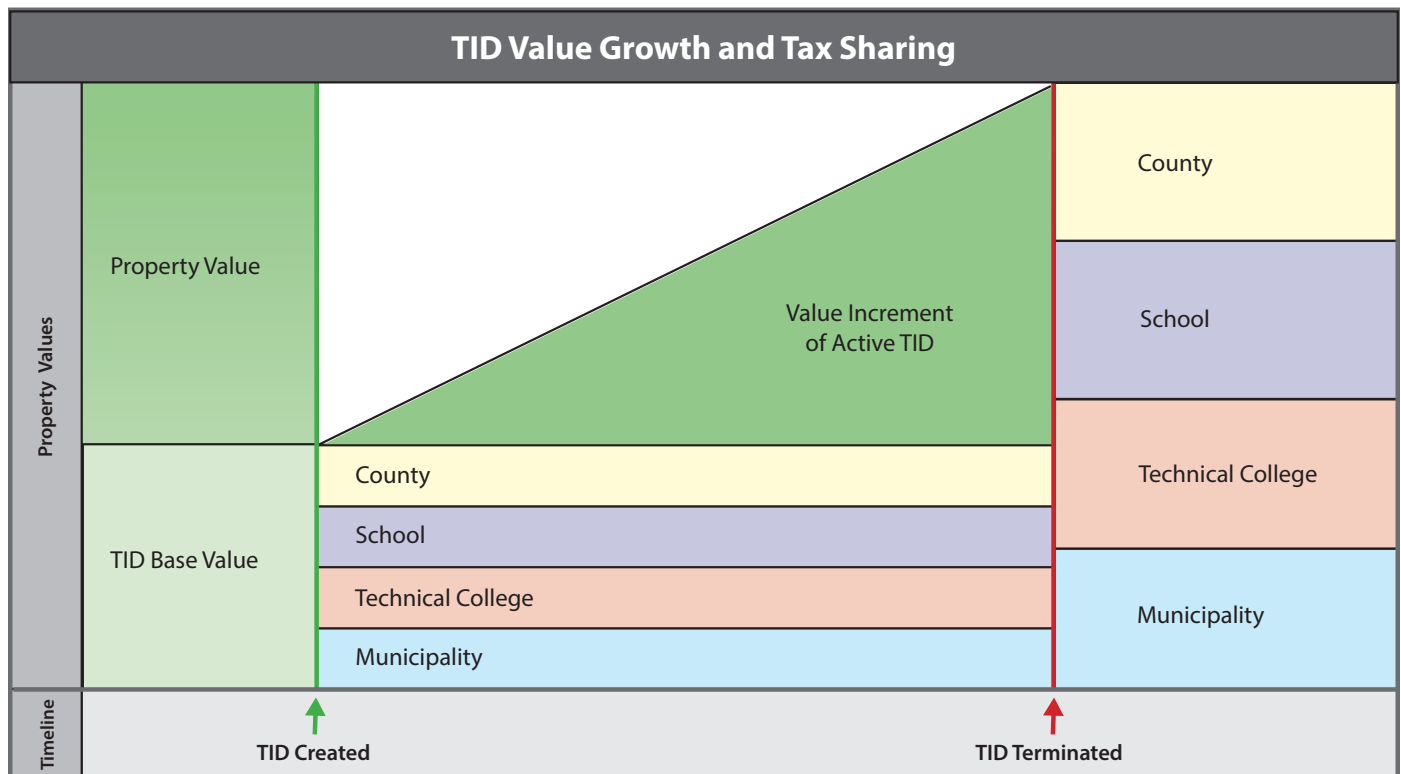 TID Value Growth and Tax Sharing
Property Values
Property Value
TID Base Value
Value Increment
of Active TID
County
School
Technical College
Municipality
County
School
Technical College
Municipality
Timeline
TID Created
TID Terminated